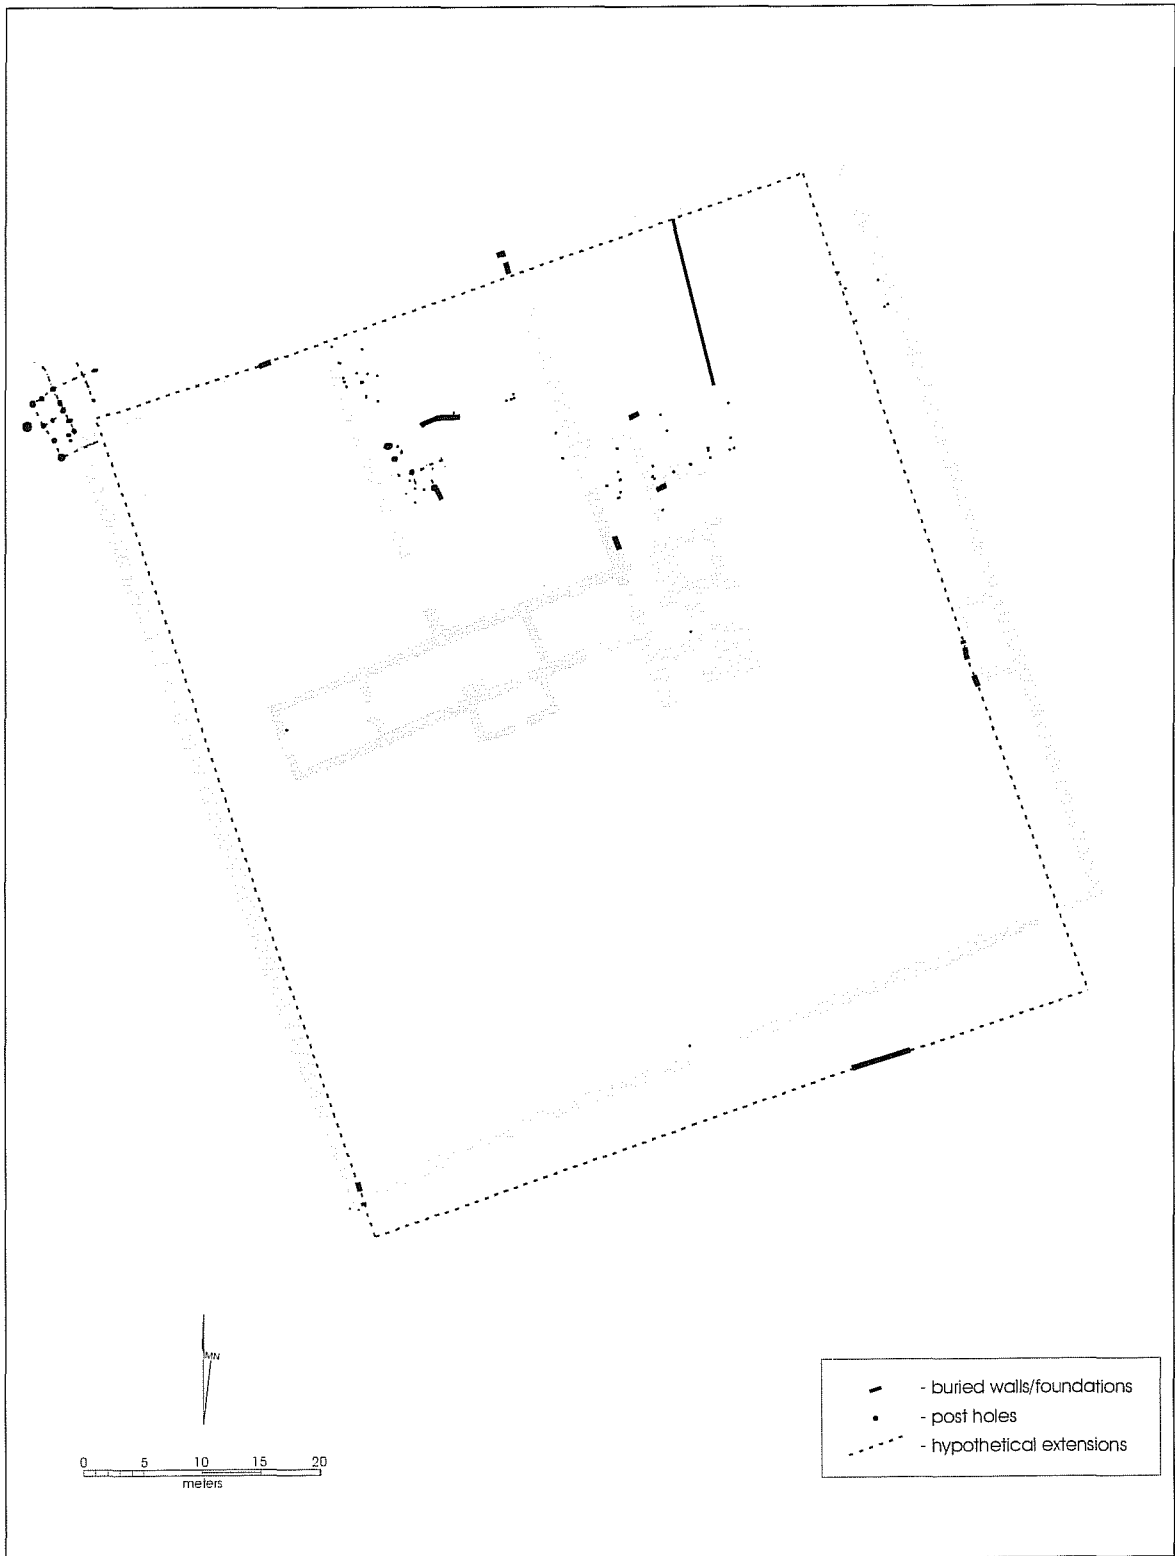 MN
- buried walls/foundations
- post holes
- hypothetical extensions
0 5 10 15 20
meters